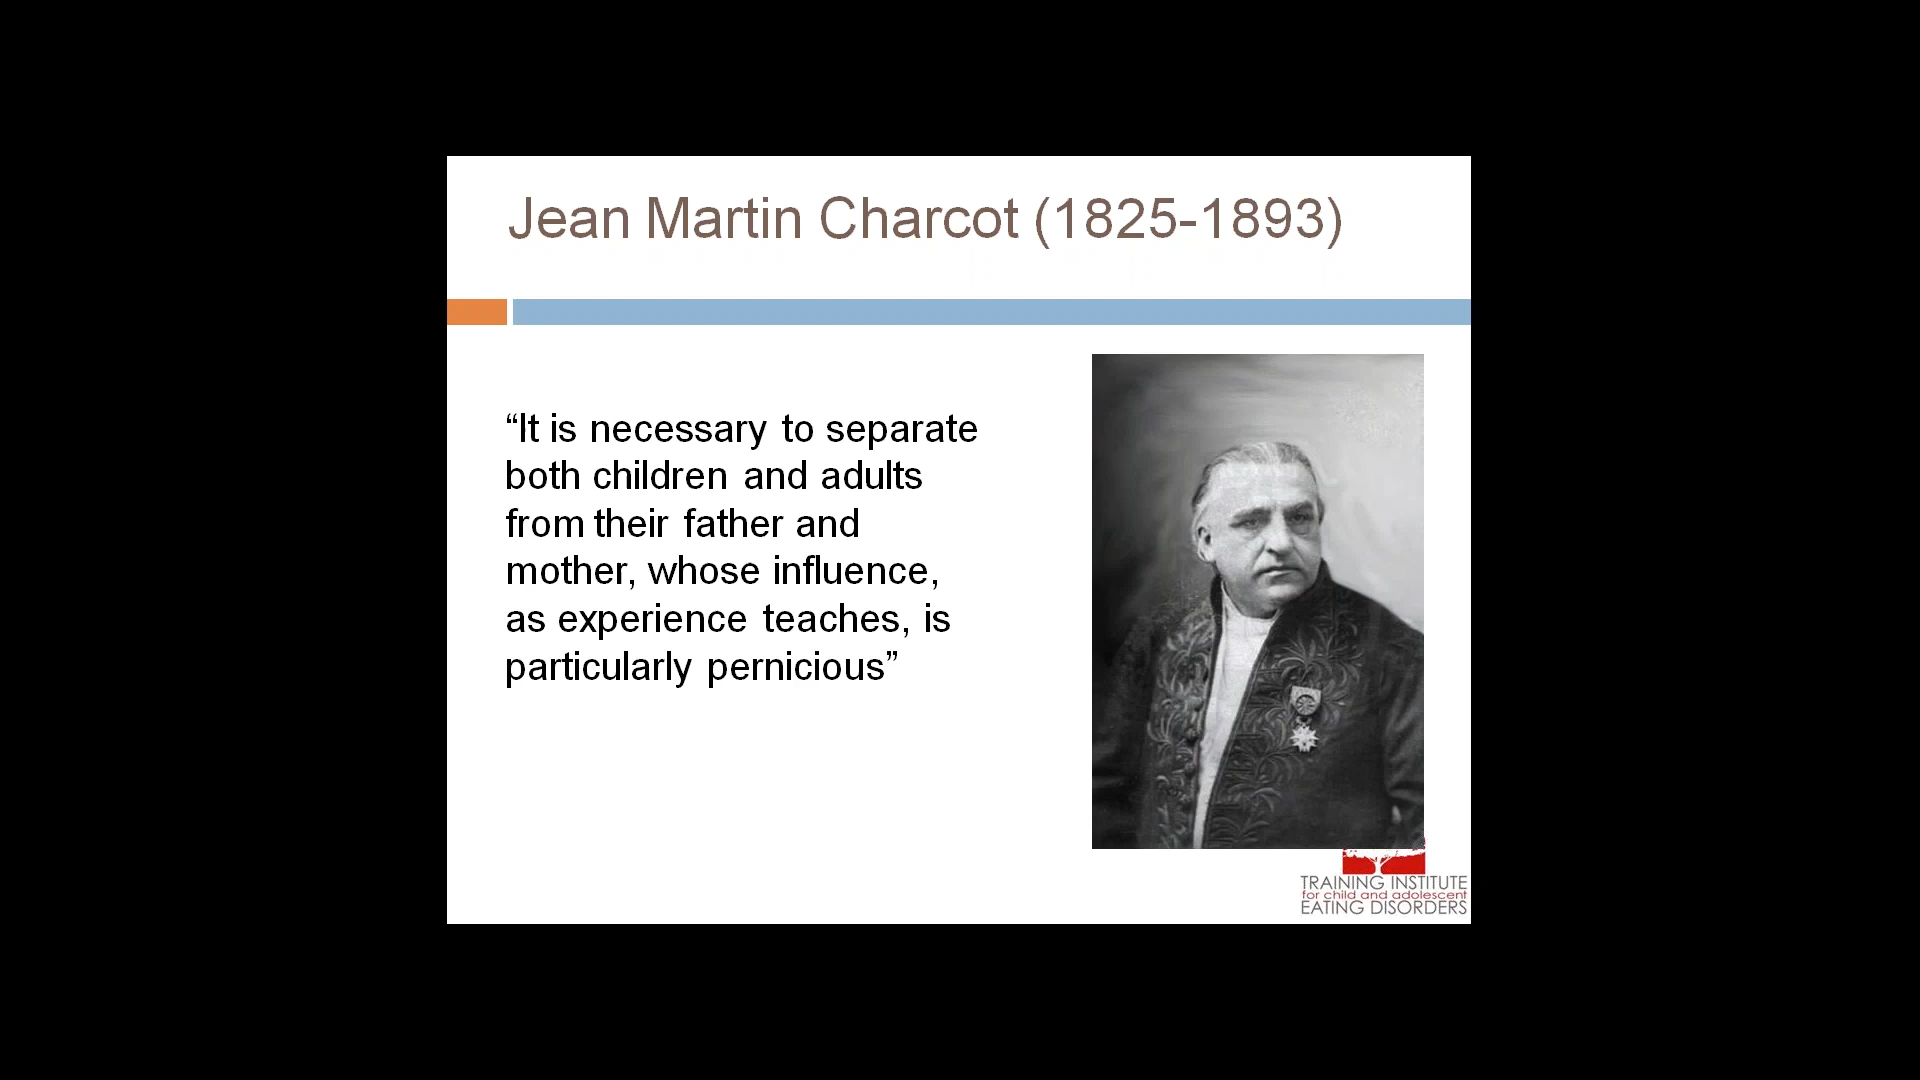 Jean Martin Charcot (1825-1893)
“It is necessary to separate
both children and adults
from their father and
mother, whose influence,
as experience teaches, is
particularly pernicious”
TRAINING INSTITUTE
for child and adolescent
EATING DISORDERS